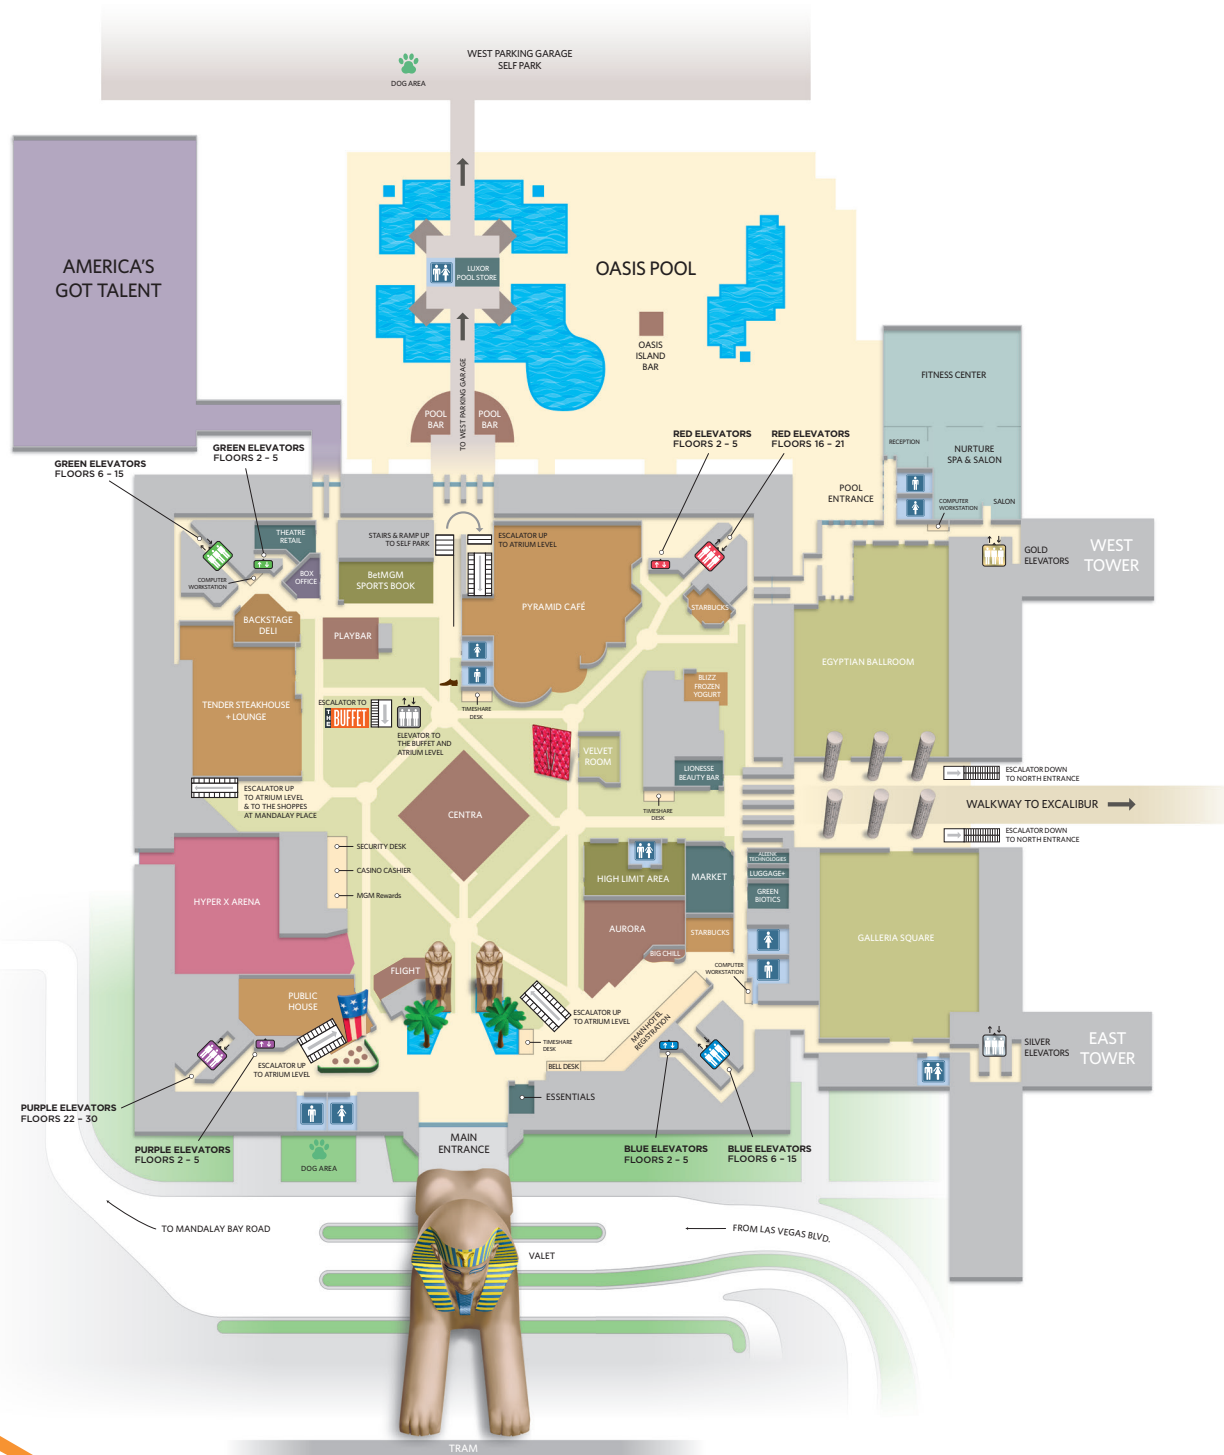 WEST PARKING GARAGE
SELF PARK
DOG AREA
AMERICA'S
GOT TALENT
OASIS POOL
LUXOR
POOL STORE
OASIS
ISLAND
BAR
TO WEST PARKING GARAGE
POOL
BAR
POOL
BAR
FITNESS CENTER
RECEPTION
NURTURE
SPA & SALON
SALON
COMPUTER
WORKSTATION
POOL
ENTRANCE
GREEN ELEVATORS
FLOORS 6 – 15
GREEN ELEVATORS
FLOORS 2 – 5
RED ELEVATORS
FLOORS 2 – 5
RED ELEVATORS
FLOORS 16 – 21
THEATRE
RETAIL
BOX
OFFICE
COMPUTER
WORKSTATION
STAIRS & RAMP UP
TO SELF PARK
ESCALATOR UP
TO ATRIUM LEVEL
BetMGM
SPORTS BOOK
PYRAMID CAFÉ
STARBUCKS
GOLD
ELEVATORS
WEST
TOWER
BACKSTAGE
DELI
PLAYBAR
EGYPTIAN BALLROOM
TENDER STEAKHOUSE
+ LOUNGE
ESCALATOR TO
THE BUFFET
ELEVATOR TO
THE BUFFET AND
ATRIUM LEVEL
TIMESHARE
DESK
BLIZZ
FROZEN
YOGURT
VELVET
ROOM
LIONESSE
BEAUTY BAR
TIMESHARE
DESK
ESCALATOR DOWN
TO NORTH ENTRANCE
WALKWAY TO EXCALIBUR
ESCALATOR DOWN
TO NORTH ENTRANCE
ESCALATOR UP
TO ATRIUM LEVEL
& TO THE SHOPPES
AT MANDALAY PLACE
CENTRA
SECURITY DESK
CASINO CASHIER
MGM Rewards
HYPER X ARENA
HIGH LIMIT AREA
MARKET
ALEENK
TECHNOLOGIES
LUGGAGE+
GREEN
BIOTICS
AURORA
BIG CHILL
STARBUCKS
GALLERIA SQUARE
COMPUTER
WORKSTATION
FLIGHT
PUBLIC
HOUSE
ESCALATOR UP
TO ATRIUM LEVEL
ESCALATOR UP
TO ATRIUM LEVEL
TIMESHARE
DESK
MAIN HOTEL
REGISTRATION
BELL DESK
ESSENTIALS
SILVER
ELEVATORS
EAST
TOWER
PURPLE ELEVATORS
FLOORS 22 – 30
PURPLE ELEVATORS
FLOORS 2 – 5
BLUE ELEVATORS
FLOORS 2 – 5
BLUE ELEVATORS
FLOORS 6 – 15
MAIN
ENTRANCE
DOG AREA
TO MANDALAY BAY ROAD
FROM LAS VEGAS BLVD.
VALET
TRAM